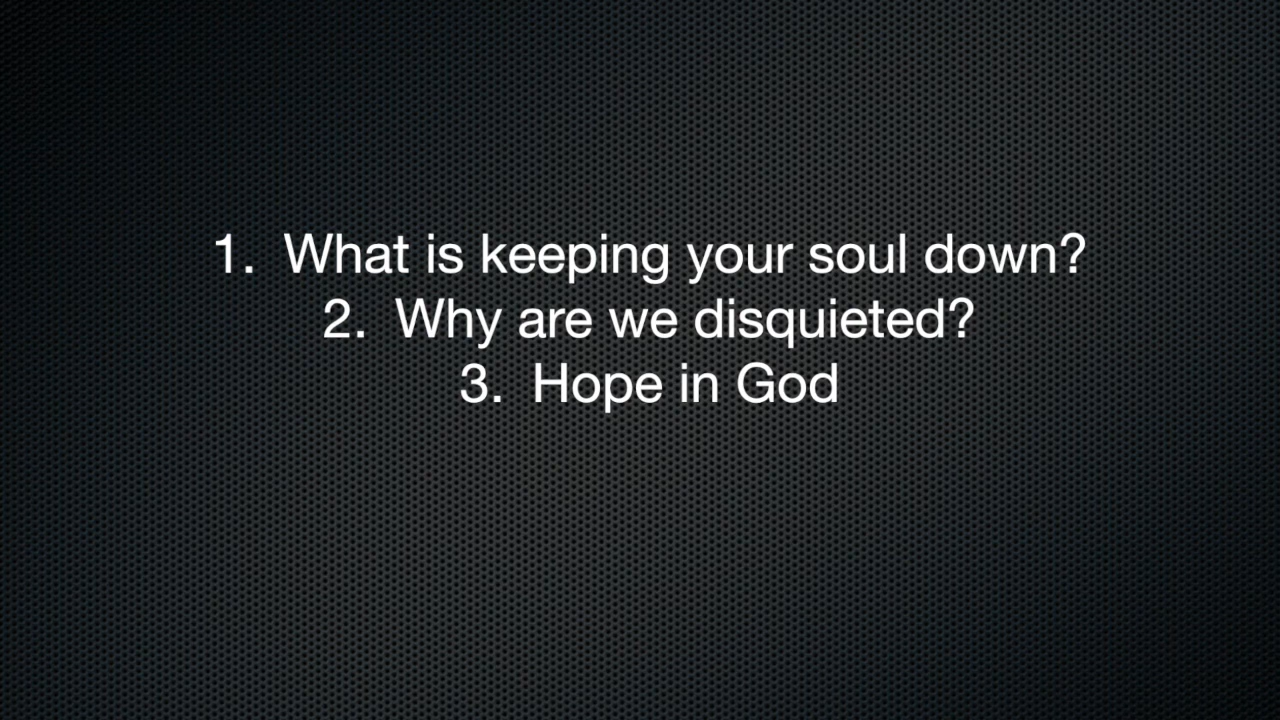 1. What is keeping your soul down?
2. Why are we disquieted?
3. Hope in God